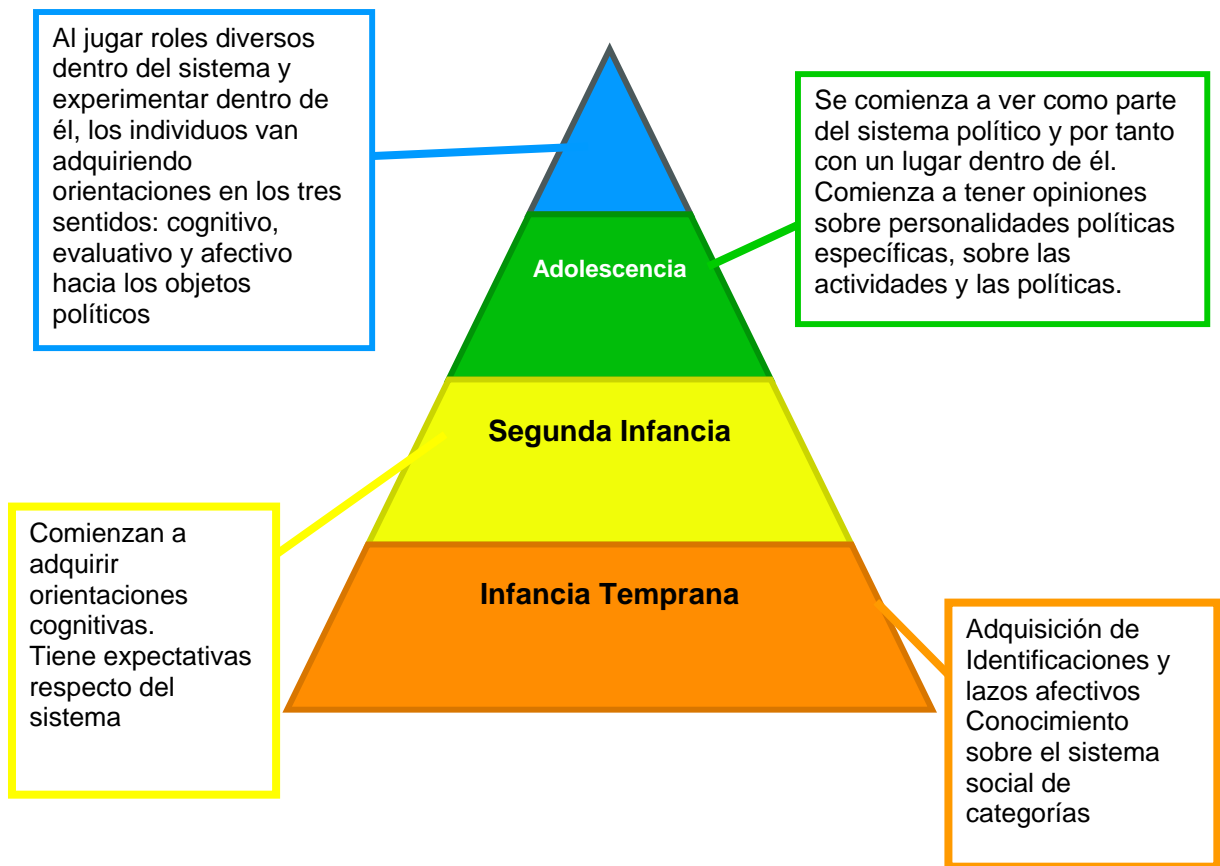 Al jugar roles diversos
dentro del sistema y
experimentar dentro de
él, los individuos van
adquiriendo
orientaciones en los tres
sentidos: cognitivo,
evaluativo y afectivo
hacia los objetos
políticos
Se comienza a ver como parte
del sistema político y por tanto
con un lugar dentro de él.
Comienza a tener opiniones
sobre personalidades políticas
específicas, sobre las
actividades y las políticas.
Adolescencia
Segunda Infancia
Comienzan a
adquirir
orientaciones
cognitivas.
Tiene expectativas
respecto del
sistema
Infancia Temprana
Adquisición de
Identificaciones y
lazos afectivos
Conocimiento
sobre el sistema
social de
categorías